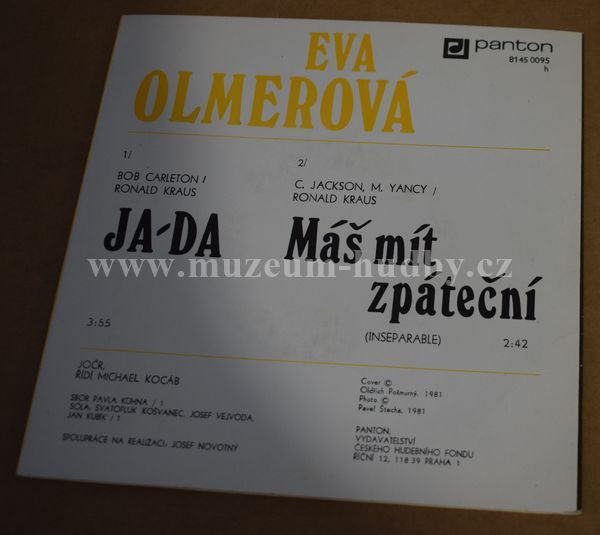 EVA
OLMEROVÁ
panton
8145 0095
h
1/
BOB CARLETON /
RONALD KRAUS
JA-DA
3:55
2/
C. JACKSON, M. YANCY /
RONALD KRAUS
Máš mít
zpáteční
(INSEPARABLE)
2:42
www.muzeum-hudby.cz
JOČR,
ŘÍDÍ MICHAEL KOCÁB
SBOR PAVLA KÜHNA / 1
SÓLA: SVATOPLUK KOŠVANEC, JOSEF VEJVODA,
JAN KUBEK / 1
SPOLUPRÁCE NA REALIZACI: JOSEF NOVOTNÝ
Cover ©
Oldřich Pošmurný, 1981
Photo ©
Pavel Štecha, 1981
PANTON,
VYDAVATELSTVÍ
ČESKÉHO HUDEBNÍHO FONDU
ŘÍČNÍ 12, 118 39 PRAHA 1